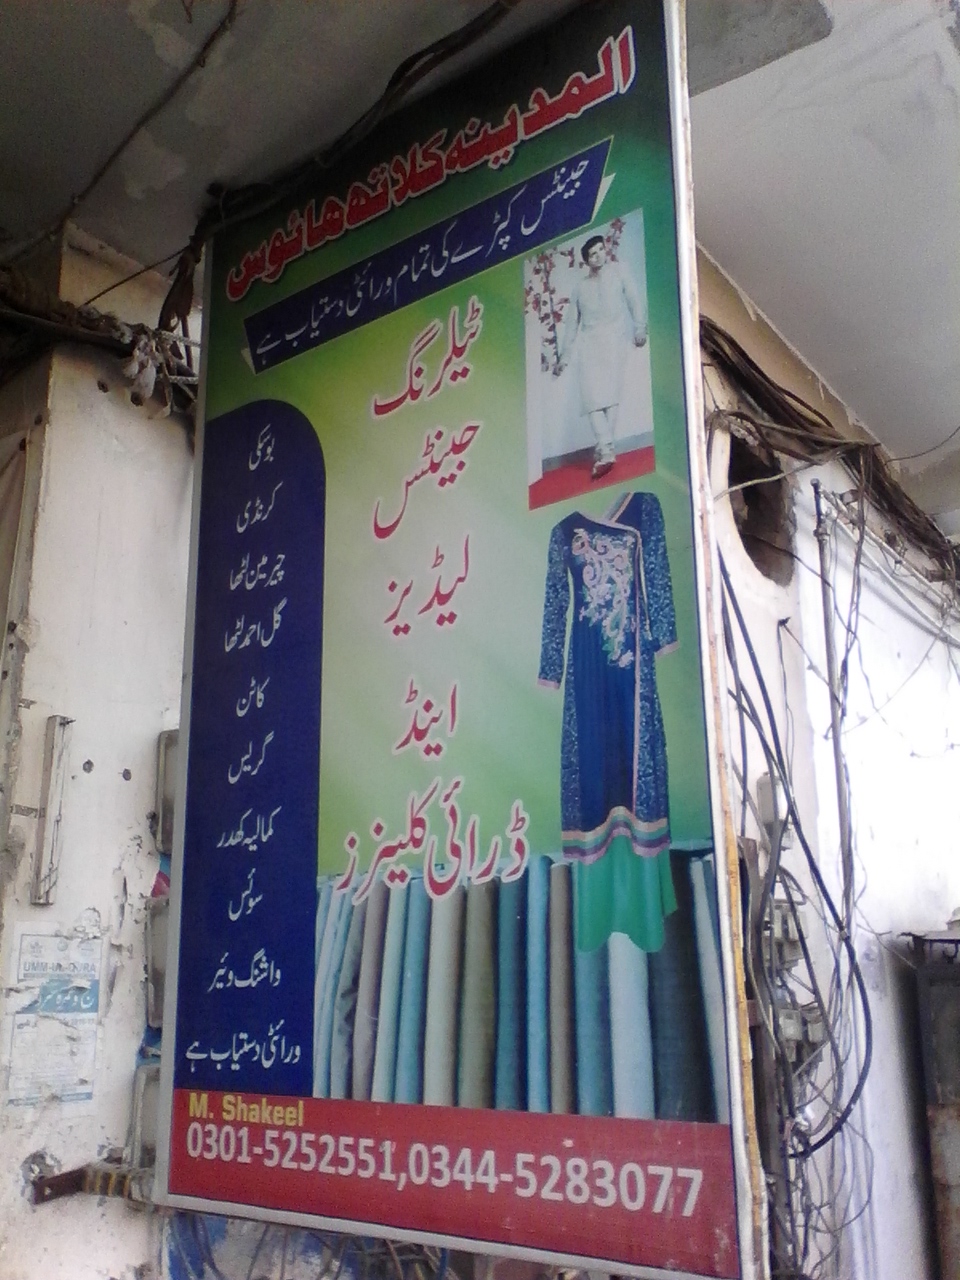 المدینہ کلاتھ ہائوس
جینٹس کپڑے کی تمام ورائٹی دستیاب ہے
ٹیلرنگ
جینٹس
لیڈیز
اینڈ
ڈرائی کلینرز
بوسکی
کرنڈی
چیرمین لٹھا
گل احمد لٹھا
کاٹن
گریس
کمالیہ کھدر
سوئس
واشنگ وئیر
ورائٹی دستیاب ہے
M. Shakeel
0301-5252551,0344-5283077